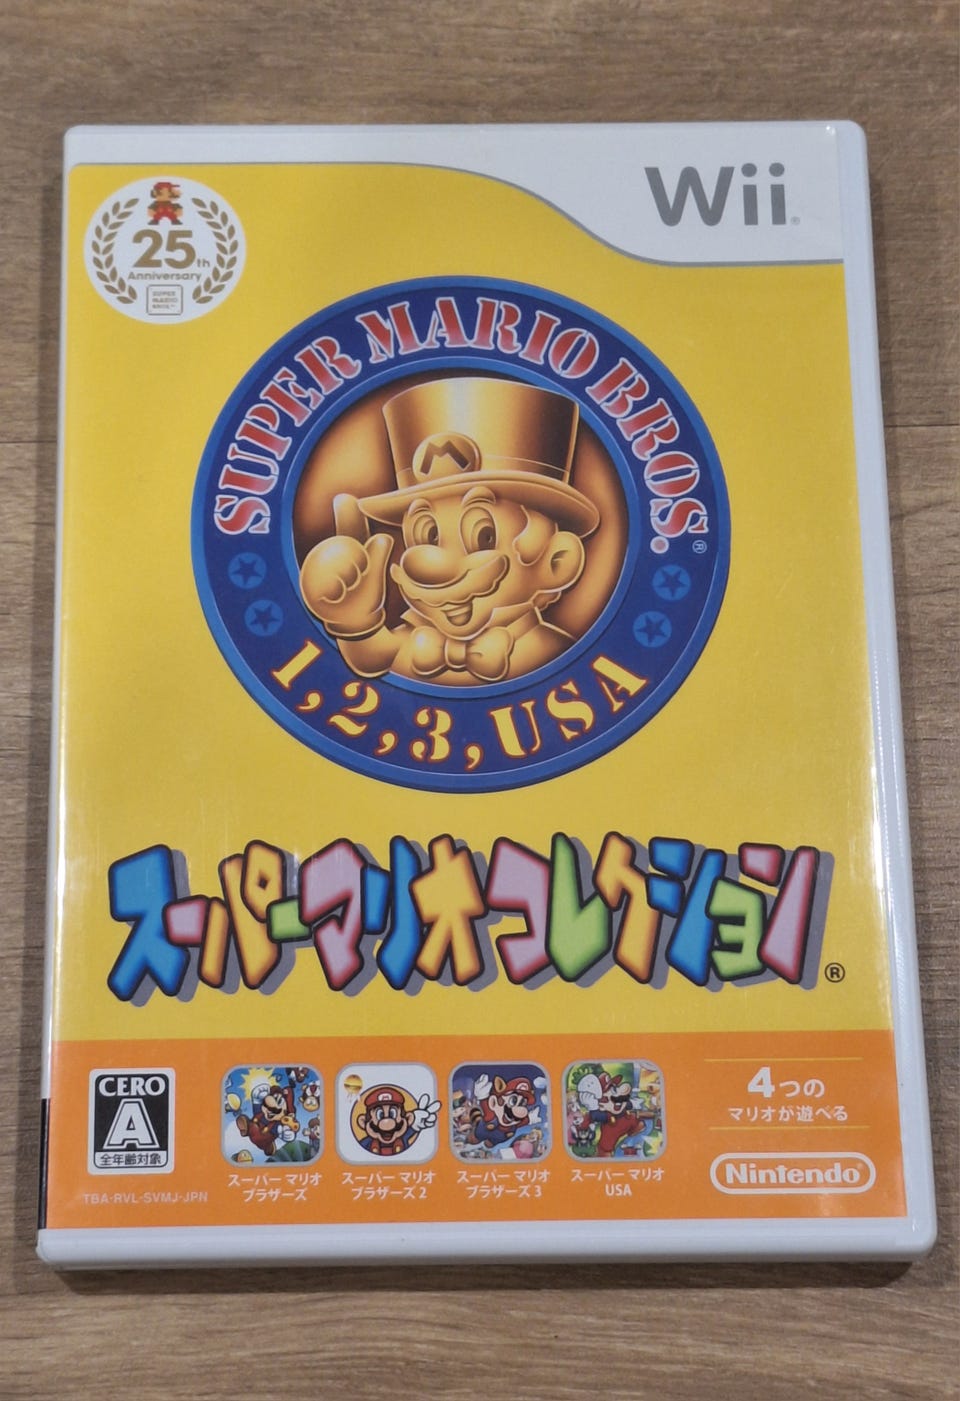 Wii®
25th
Anniversary
SUPER
MARIO
BROS.™
SUPER MARIO BROS.®
1,2,3,USA
スーパーマリオコレクション®
CERO
A
全年齢対象
TBA-RVL-SVMJ-JPN
スーパー マリオ
ブラザーズ
スーパー マリオ
ブラザーズ 2
スーパー マリオ
ブラザーズ 3
スーパー マリオ
USA
4つの
マリオが遊べる
Nintendo®